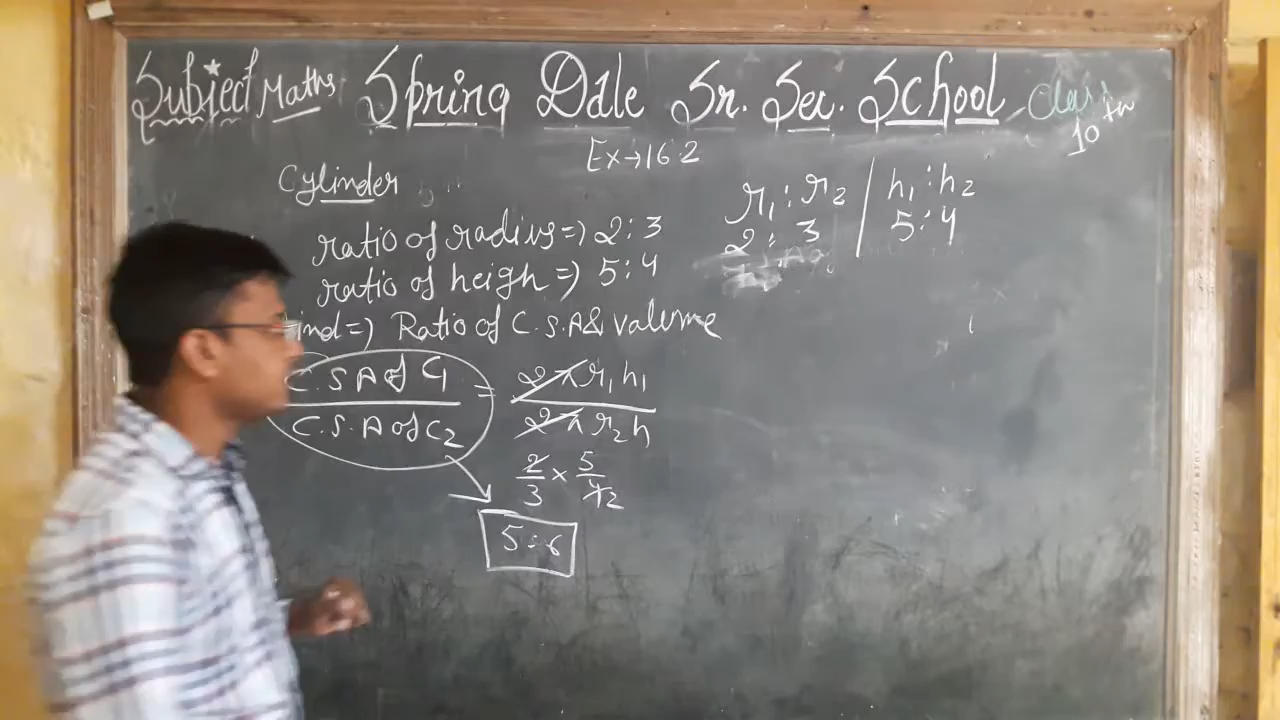 Subject Maths Spring Dale Sr. Sec. School Class 10th
Ex→16.2
Cylinder
r₁ : r₂ | h₁ : h₂
2 : 3 | 5 : 4
ratio of radius => 2 : 3
ratio of heigh => 5 : 4
ind => Ratio of C.S.A & valume
C.S A of C₁ / C.S.A of C₂ = 2πr₁h₁ / 2πr₂h
2/3 × 5/4 2
5:6